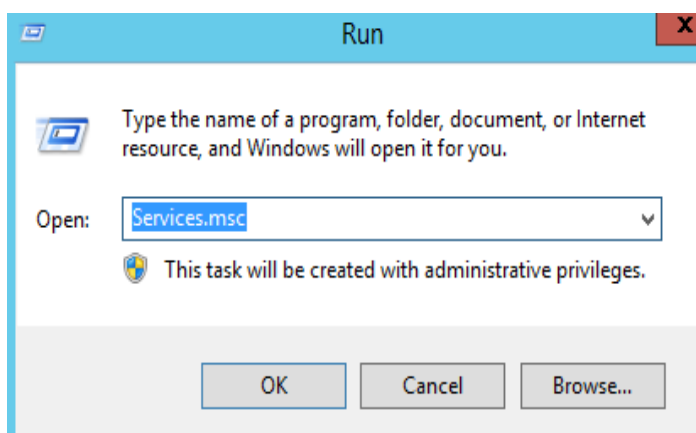 Run
X
Type the name of a program, folder, document, or Internet
resource, and Windows will open it for you.
Open: Services.msc
This task will be created with administrative privileges.
OK Cancel Browse...